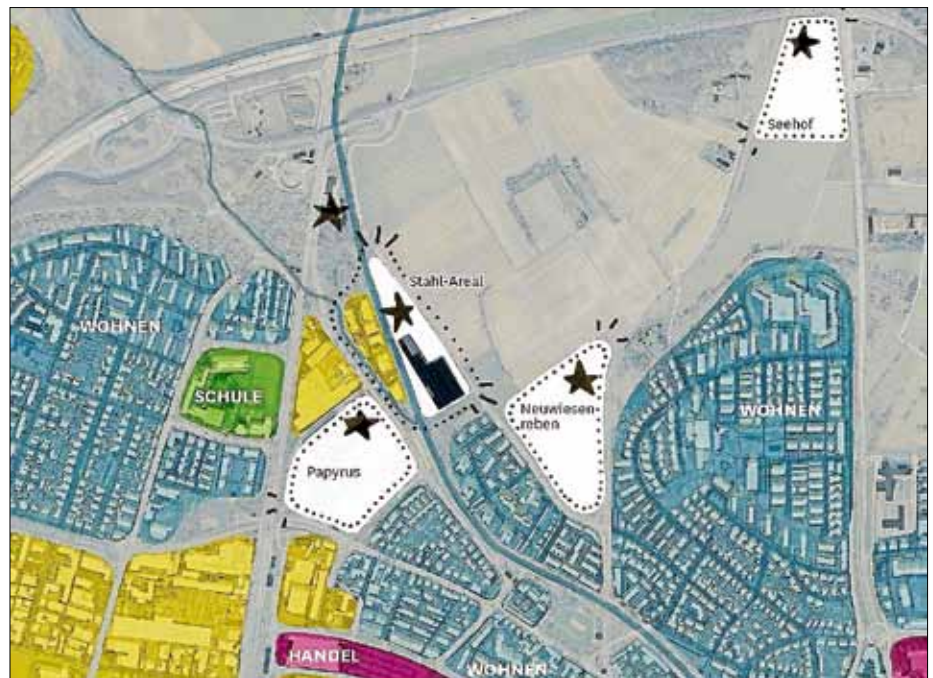 Seehof
Stahl-Areal
WOHNEN
SCHULE
Neuwiesen-
reben
WOHNEN
Papyrus
HANDEL
WOHNEN